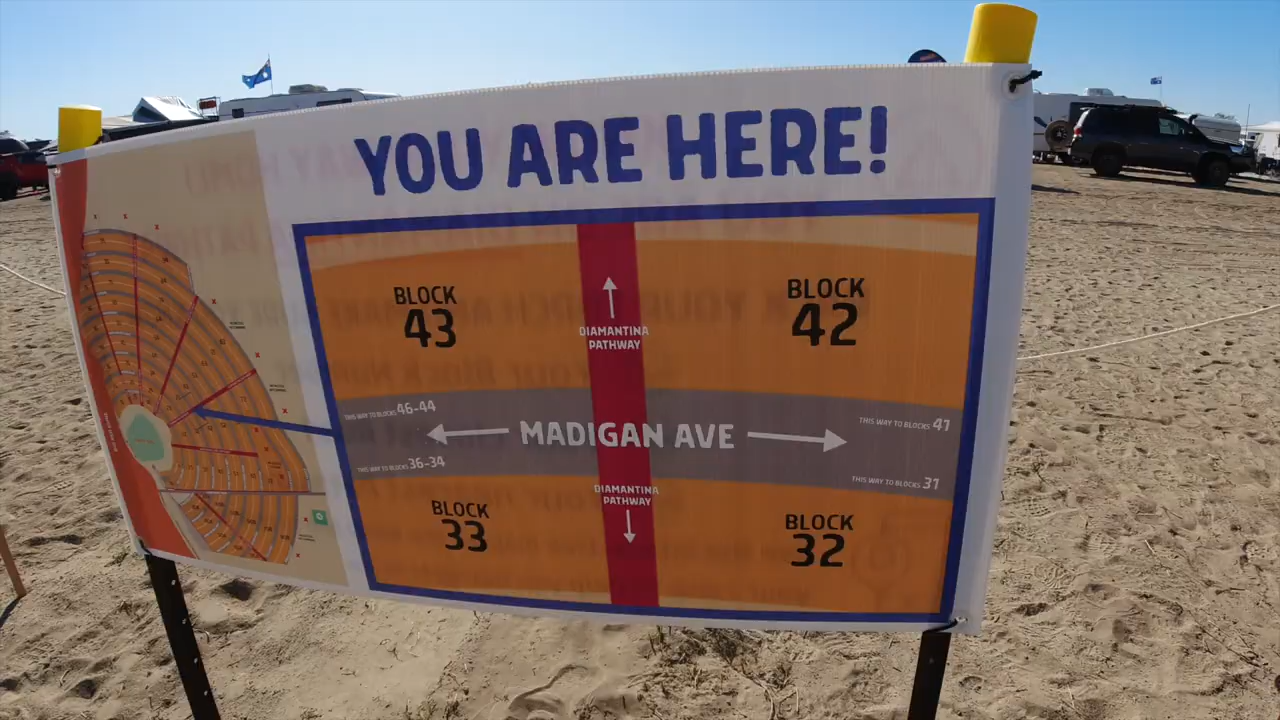 YOU ARE HERE!
BLOCK
43
DIAMANTINA
PATHWAY
BLOCK
42
THIS WAY TO BLOCKS 46-44
MADIGAN AVE
THIS WAY TO BLOCKS 41
THIS WAY TO BLOCKS 36-34
THIS WAY TO BLOCKS 31
BLOCK
33
DIAMANTINA
PATHWAY
BLOCK
32